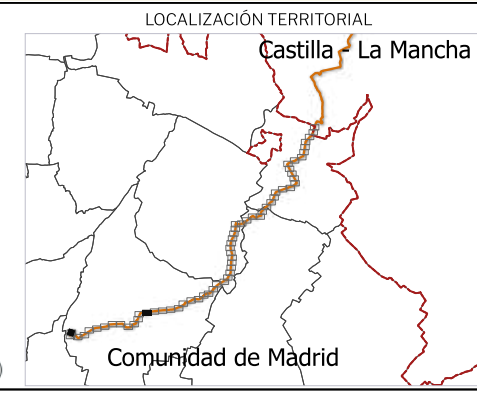 LOCALIZACIÓN TERRITORIAL
Castilla - La Mancha
Comunidad de Madrid